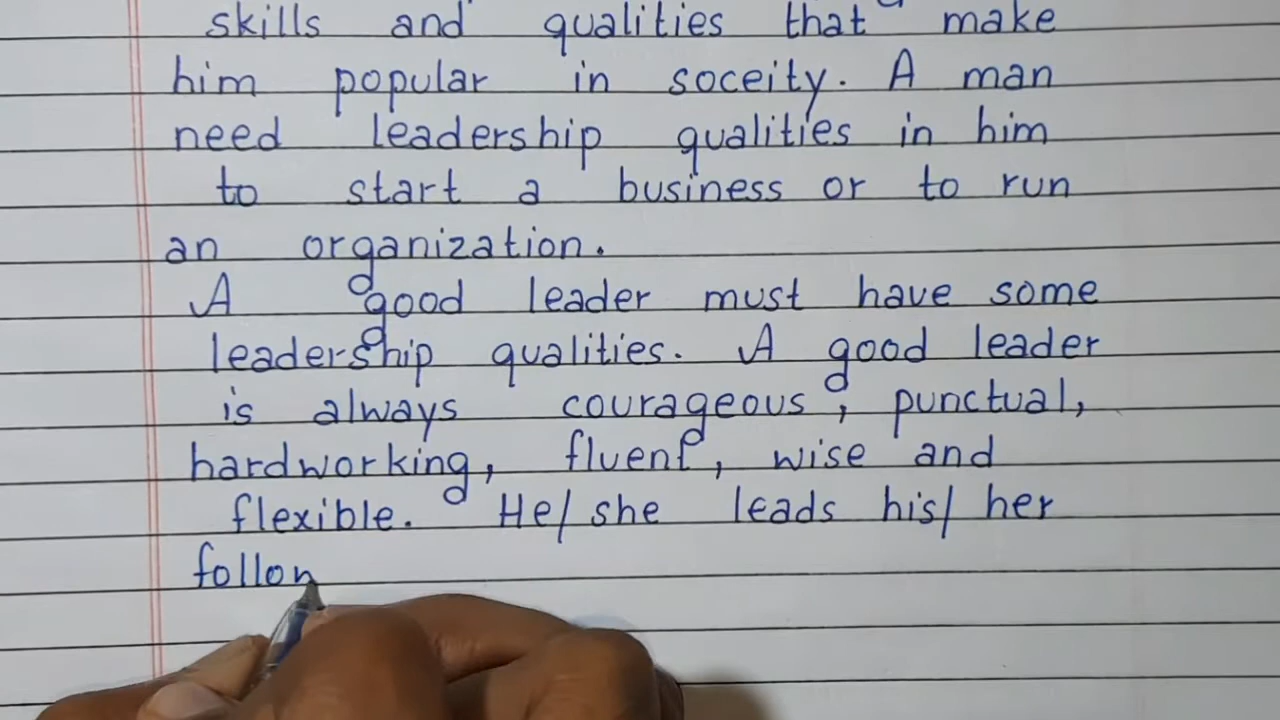 skills and qualities that make
him popular in soceity. A man
need leadership qualities in him
to start a business or to run
an organization.
A good leader must have some
leadership qualities. A good leader
is always courageous, punctual,
hardworking, fluent, wise and
flexible. He/she leads his/her